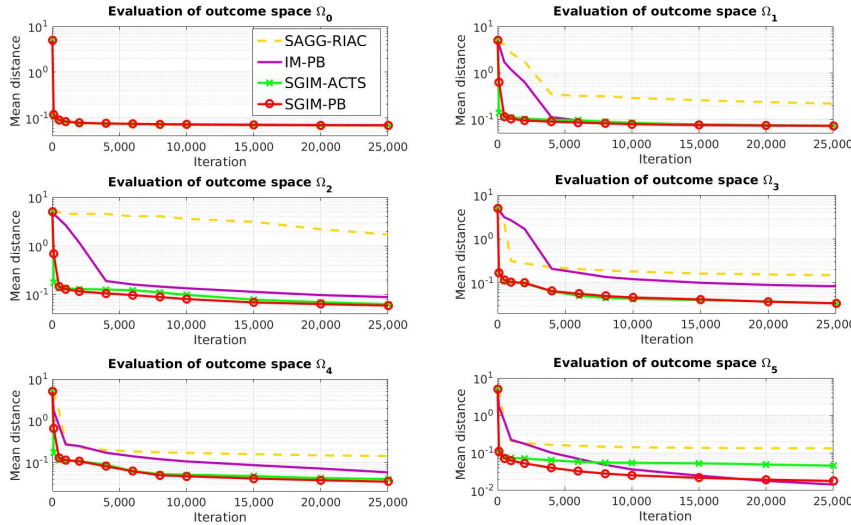 Evaluation of outcome space Ω0
Mean distance
10^1
10^0
10^-1
0 5,000 10,000 15,000 20,000 25,000
Iteration
SAGG-RIAC
IM-PB
SGIM-ACTS
SGIM-PB
Evaluation of outcome space Ω1
Mean distance
10^1
10^0
10^-1
0 5,000 10,000 15,000 20,000 25,000
Iteration
Evaluation of outcome space Ω2
Mean distance
10^1
10^0
10^-1
0 5,000 10,000 15,000 20,000 25,000
Iteration
Evaluation of outcome space Ω3
Mean distance
10^1
10^0
10^-1
0 5,000 10,000 15,000 20,000 25,000
Iteration
Evaluation of outcome space Ω4
Mean distance
10^1
10^0
10^-1
0 5,000 10,000 15,000 20,000 25,000
Iteration
Evaluation of outcome space Ω5
Mean distance
10^1
10^0
10^-1
10^-2
0 5,000 10,000 15,000 20,000 25,000
Iteration